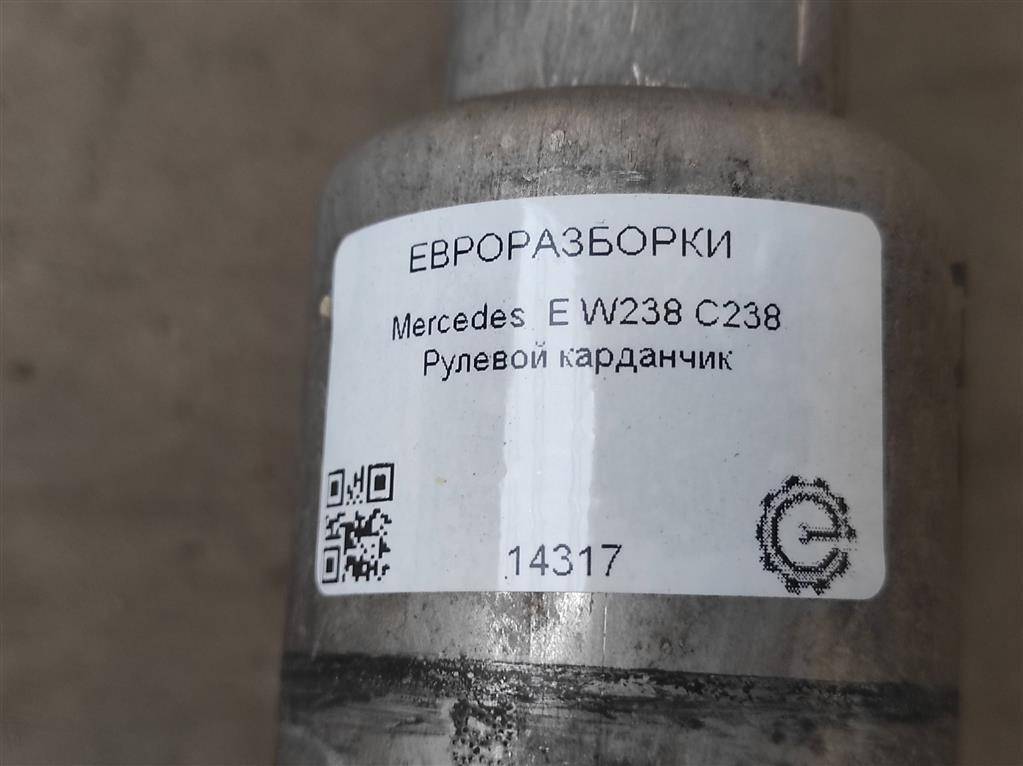 ЕВРОРАЗБОРКИ
Mercedes E W238 C238
Рулевой карданчик
14317